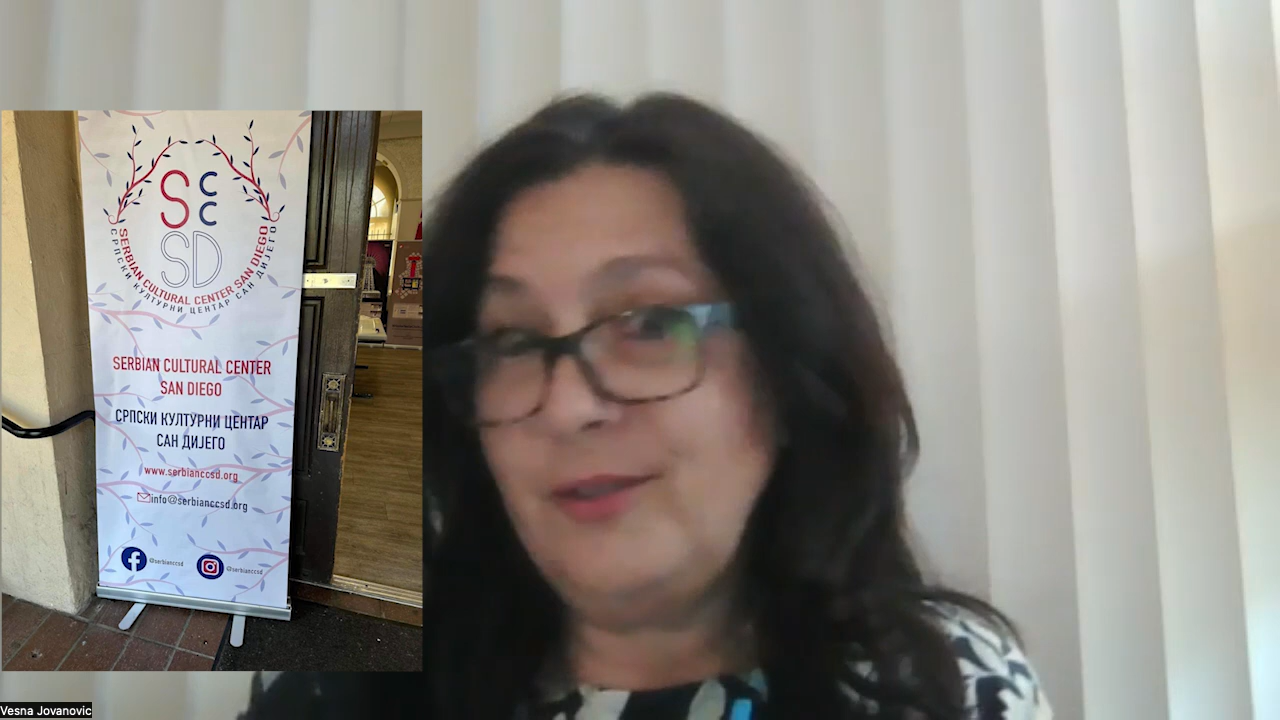 S C C
SD
SERBIAN CULTURAL CENTER SAN DIEGO
СРПСКИ КУЛТУРНИ ЦЕНТАР САН ДИЈЕГО
SERBIAN CULTURAL CENTER
SAN DIEGO
СРПСКИ КУЛТУРНИ ЦЕНТАР
САН ДИЈЕГО
www.serbianccsd.org
info@serbianccsd.org
@serbianccsd
@serbianccsd
Vesna Jovanovic